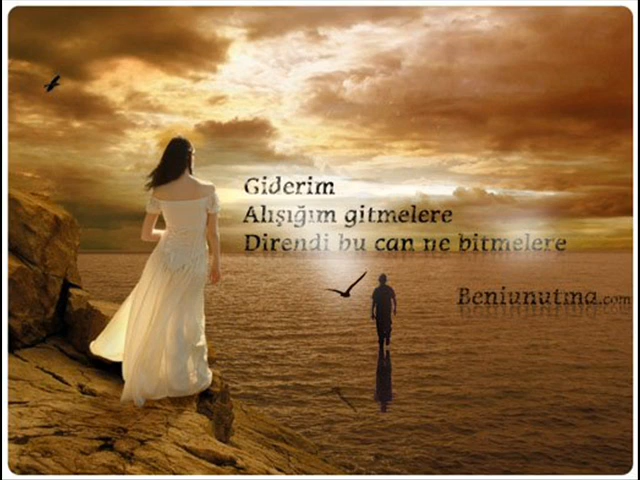 Giderim
Alışığım gitmelere
Direndi bu can ne bitmelere
Beniunutma.com